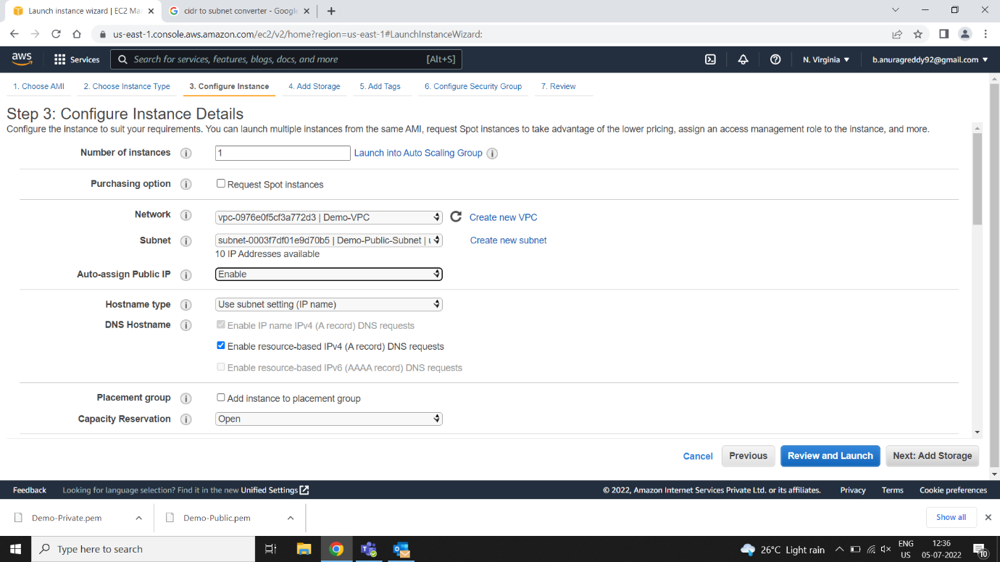 Launch instance wizard | EC2 Ma
cidr to subnet converter - Google
us-east-1.console.aws.amazon.com/ec2/v2/home?region=us-east-1#LaunchInstanceWizard:
aws
Services
Search for services, features, blogs, docs, and more
[Alt+S]
N. Virginia
b.anuragreddy92@gmail.com
1. Choose AMI
2. Choose Instance Type
3. Configure Instance
4. Add Storage
5. Add Tags
6. Configure Security Group
7. Review
Step 3: Configure Instance Details
Configure the instance to suit your requirements. You can launch multiple instances from the same AMI, request Spot instances to take advantage of the lower pricing, assign an access management role to the instance, and more.
Number of instances
1
Launch into Auto Scaling Group
Purchasing option
Request Spot instances
Network
vpc-0976e0f5cf3a772d3 | Demo-VPC
Create new VPC
Subnet
subnet-0003f7df01e9d70b5 | Demo-Public-Subnet | u
Create new subnet
10 IP Addresses available
Auto-assign Public IP
Enable
Hostname type
Use subnet setting (IP name)
DNS Hostname
Enable IP name IPv4 (A record) DNS requests
Enable resource-based IPv4 (A record) DNS requests
Enable resource-based IPv6 (AAAA record) DNS requests
Placement group
Add instance to placement group
Capacity Reservation
Open
Cancel
Previous
Review and Launch
Next: Add Storage
Feedback
Looking for language selection? Find it in the new Unified Settings
© 2022, Amazon Internet Services Private Ltd. or its affiliates.
Privacy
Terms
Cookie preferences
Demo-Private.pem
Demo-Public.pem
Show all
Type here to search
26°C Light rain
ENG
US
12:36
05-07-2022
10